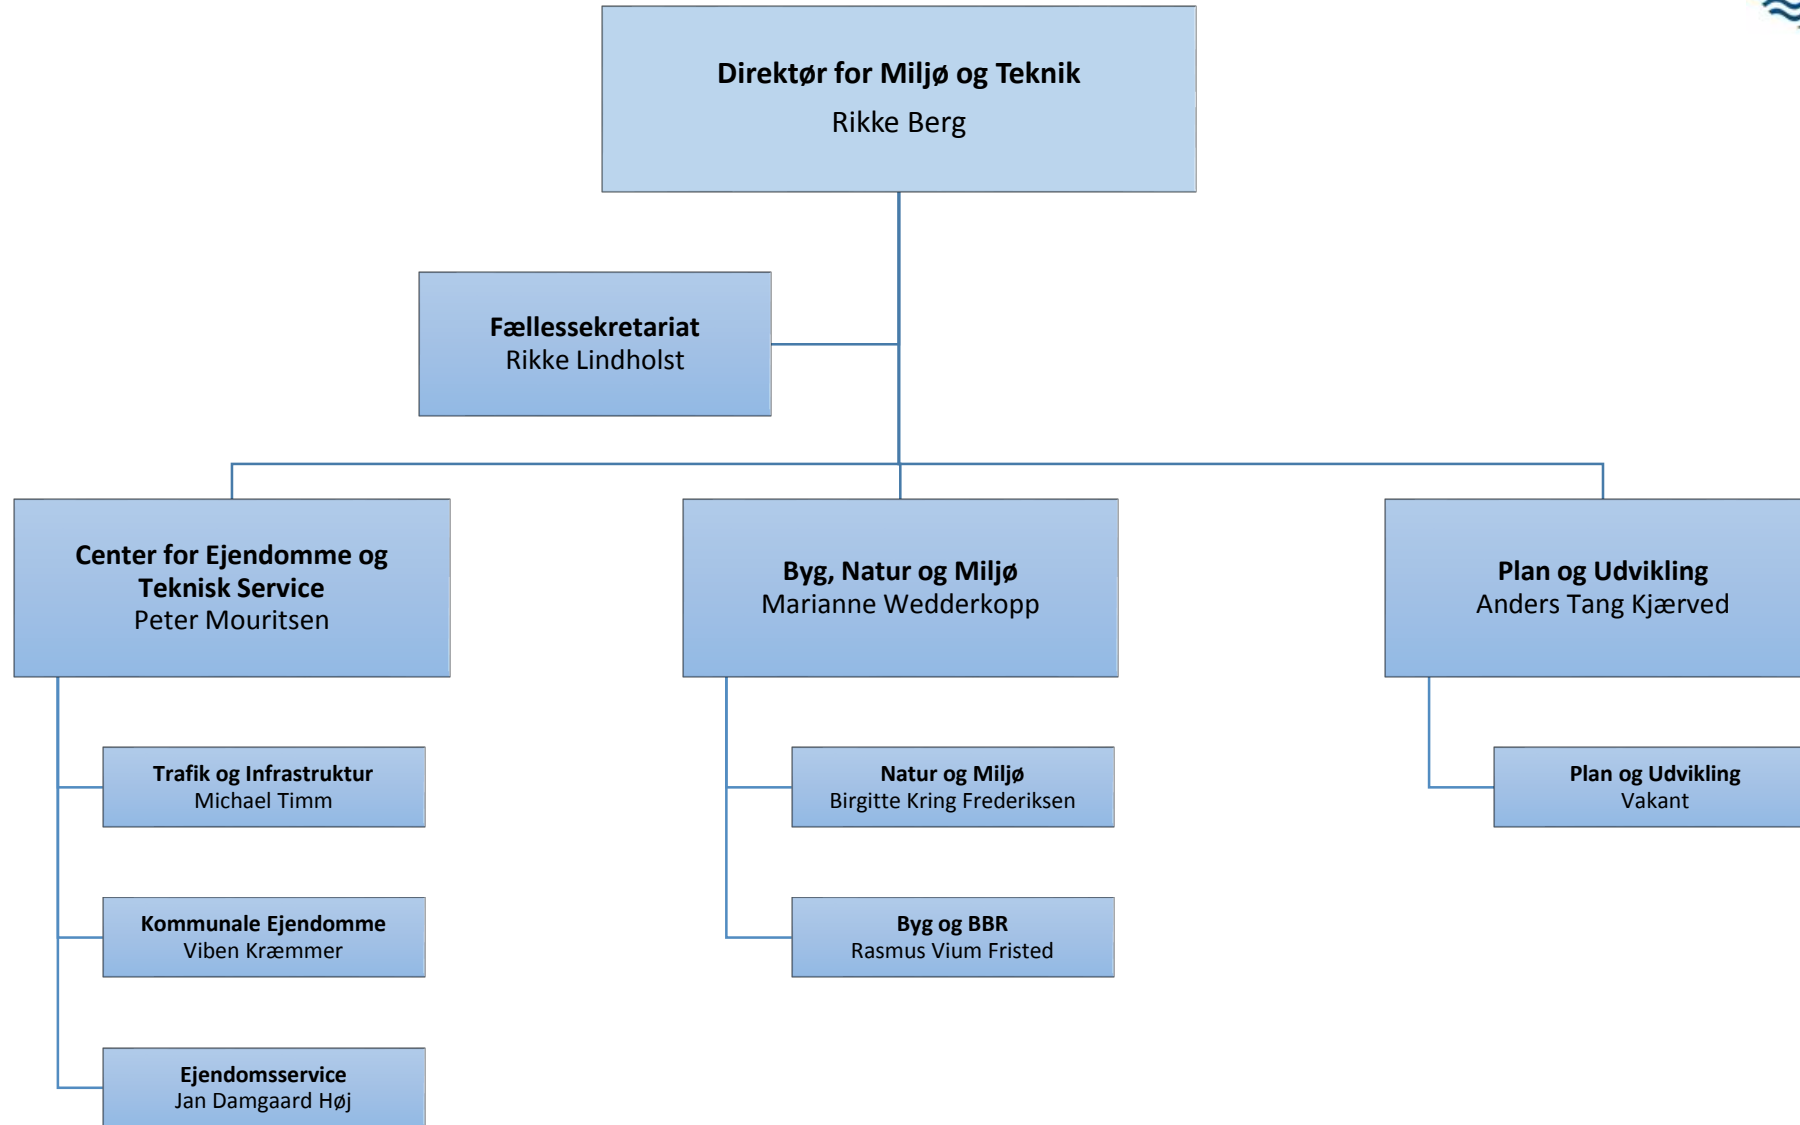 Direktør for Miljø og Teknik
Rikke Berg
Fællessekretariat
Rikke Lindholst
Center for Ejendomme og
Teknisk Service
Peter Mouritsen
Byg, Natur og Miljø
Marianne Wedderkopp
Plan og Udvikling
Anders Tang Kjærved
Trafik og Infrastruktur
Michael Timm
Natur og Miljø
Birgitte Kring Frederiksen
Plan og Udvikling
Vakant
Kommunale Ejendomme
Viben Kræmmer
Byg og BBR
Rasmus Vium Fristed
Ejendomsservice
Jan Damgaard Høj